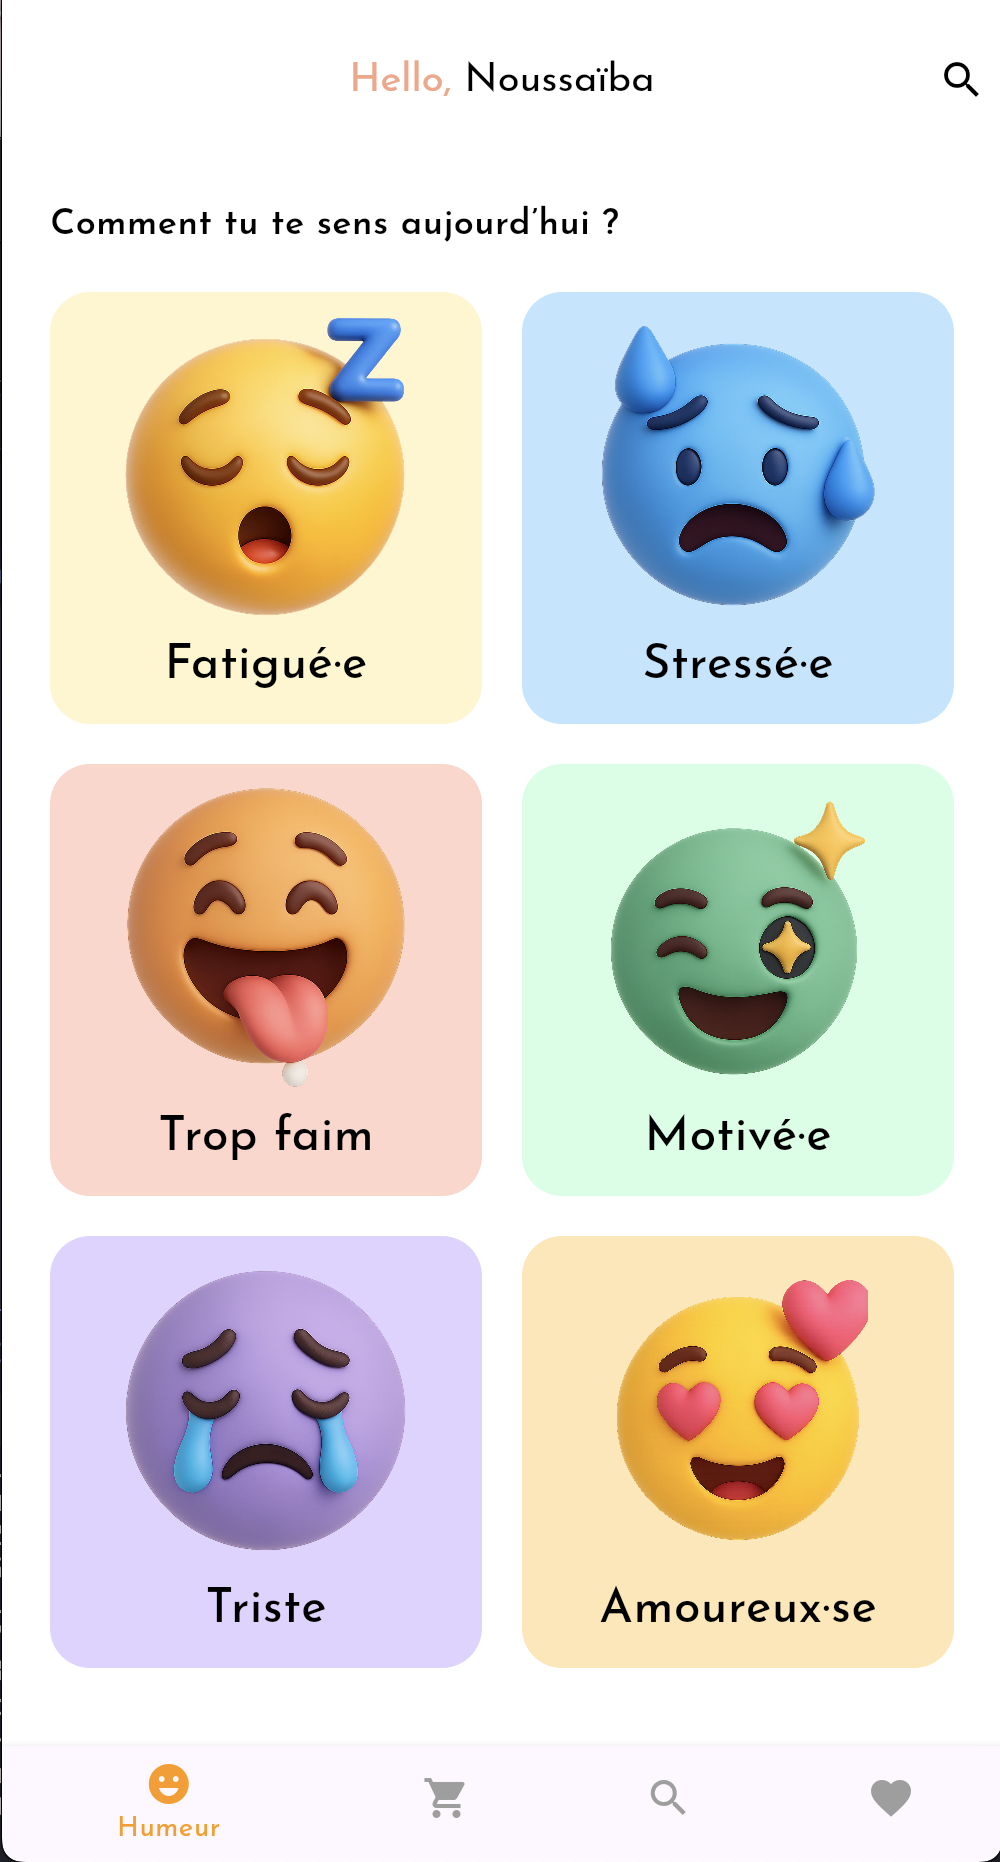 Hello, Noussaïba
Comment tu te sens aujourd'hui ?
Z
Fatigué·e
Stressé·e
Trop faim
Motivé·e
Triste
Amoureux·se
Humeur